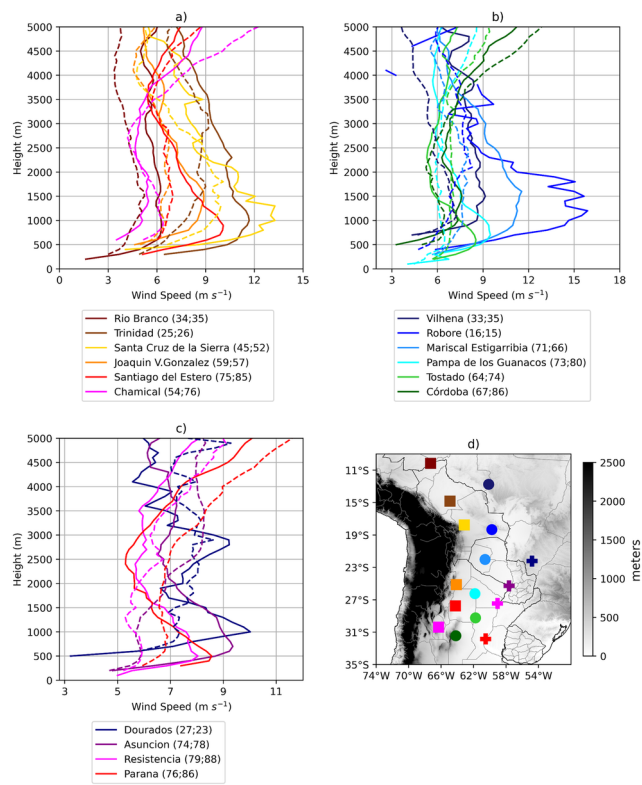 a)
5000
4500
4000
3500
3000
2500
2000
1500
1000
500
0
Height (m)
0 3 6 9 12 15
Wind Speed (m s⁻¹)
Rio Branco (34;35)
Trinidad (25;26)
Santa Cruz de la Sierra (45;52)
Joaquin V.Gonzalez (59;57)
Santiago del Estero (75;85)
Chamical (54;76)
b)
5000
4500
4000
3500
3000
2500
2000
1500
1000
500
0
Height (m)
3 6 9 12 15 18
Wind Speed (m s⁻¹)
Vilhena (33;35)
Robore (16;15)
Mariscal Estigarribia (71;66)
Pampa de los Guanacos (73;80)
Tostado (64;74)
Córdoba (67;86)
c)
5000
4500
4000
3500
3000
2500
2000
1500
1000
500
0
Height (m)
3 5 7 9 11
Wind Speed (m s⁻¹)
Dourados (27;23)
Asuncion (74;78)
Resistencia (79;88)
Parana (76;86)
d)
11°S
15°S
19°S
23°S
27°S
31°S
35°S
74°W 70°W 66°W 62°W 58°W 54°W
2500
2000
1500
1000
500
0
meters